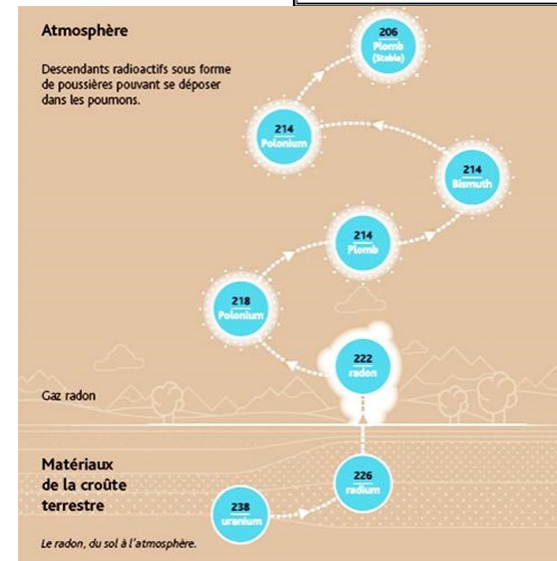 Atmosphère
Descendants radioactifs sous forme
de poussières pouvant se déposer
dans les poumons.
206
Plomb
(Stable)
214
Polonium
214
Bismuth
214
Plomb
218
Polonium
222
radon
Gaz radon
Matériaux
de la croûte
terrestre
226
radium
238
uranium
Le radon, du sol à l'atmosphère.